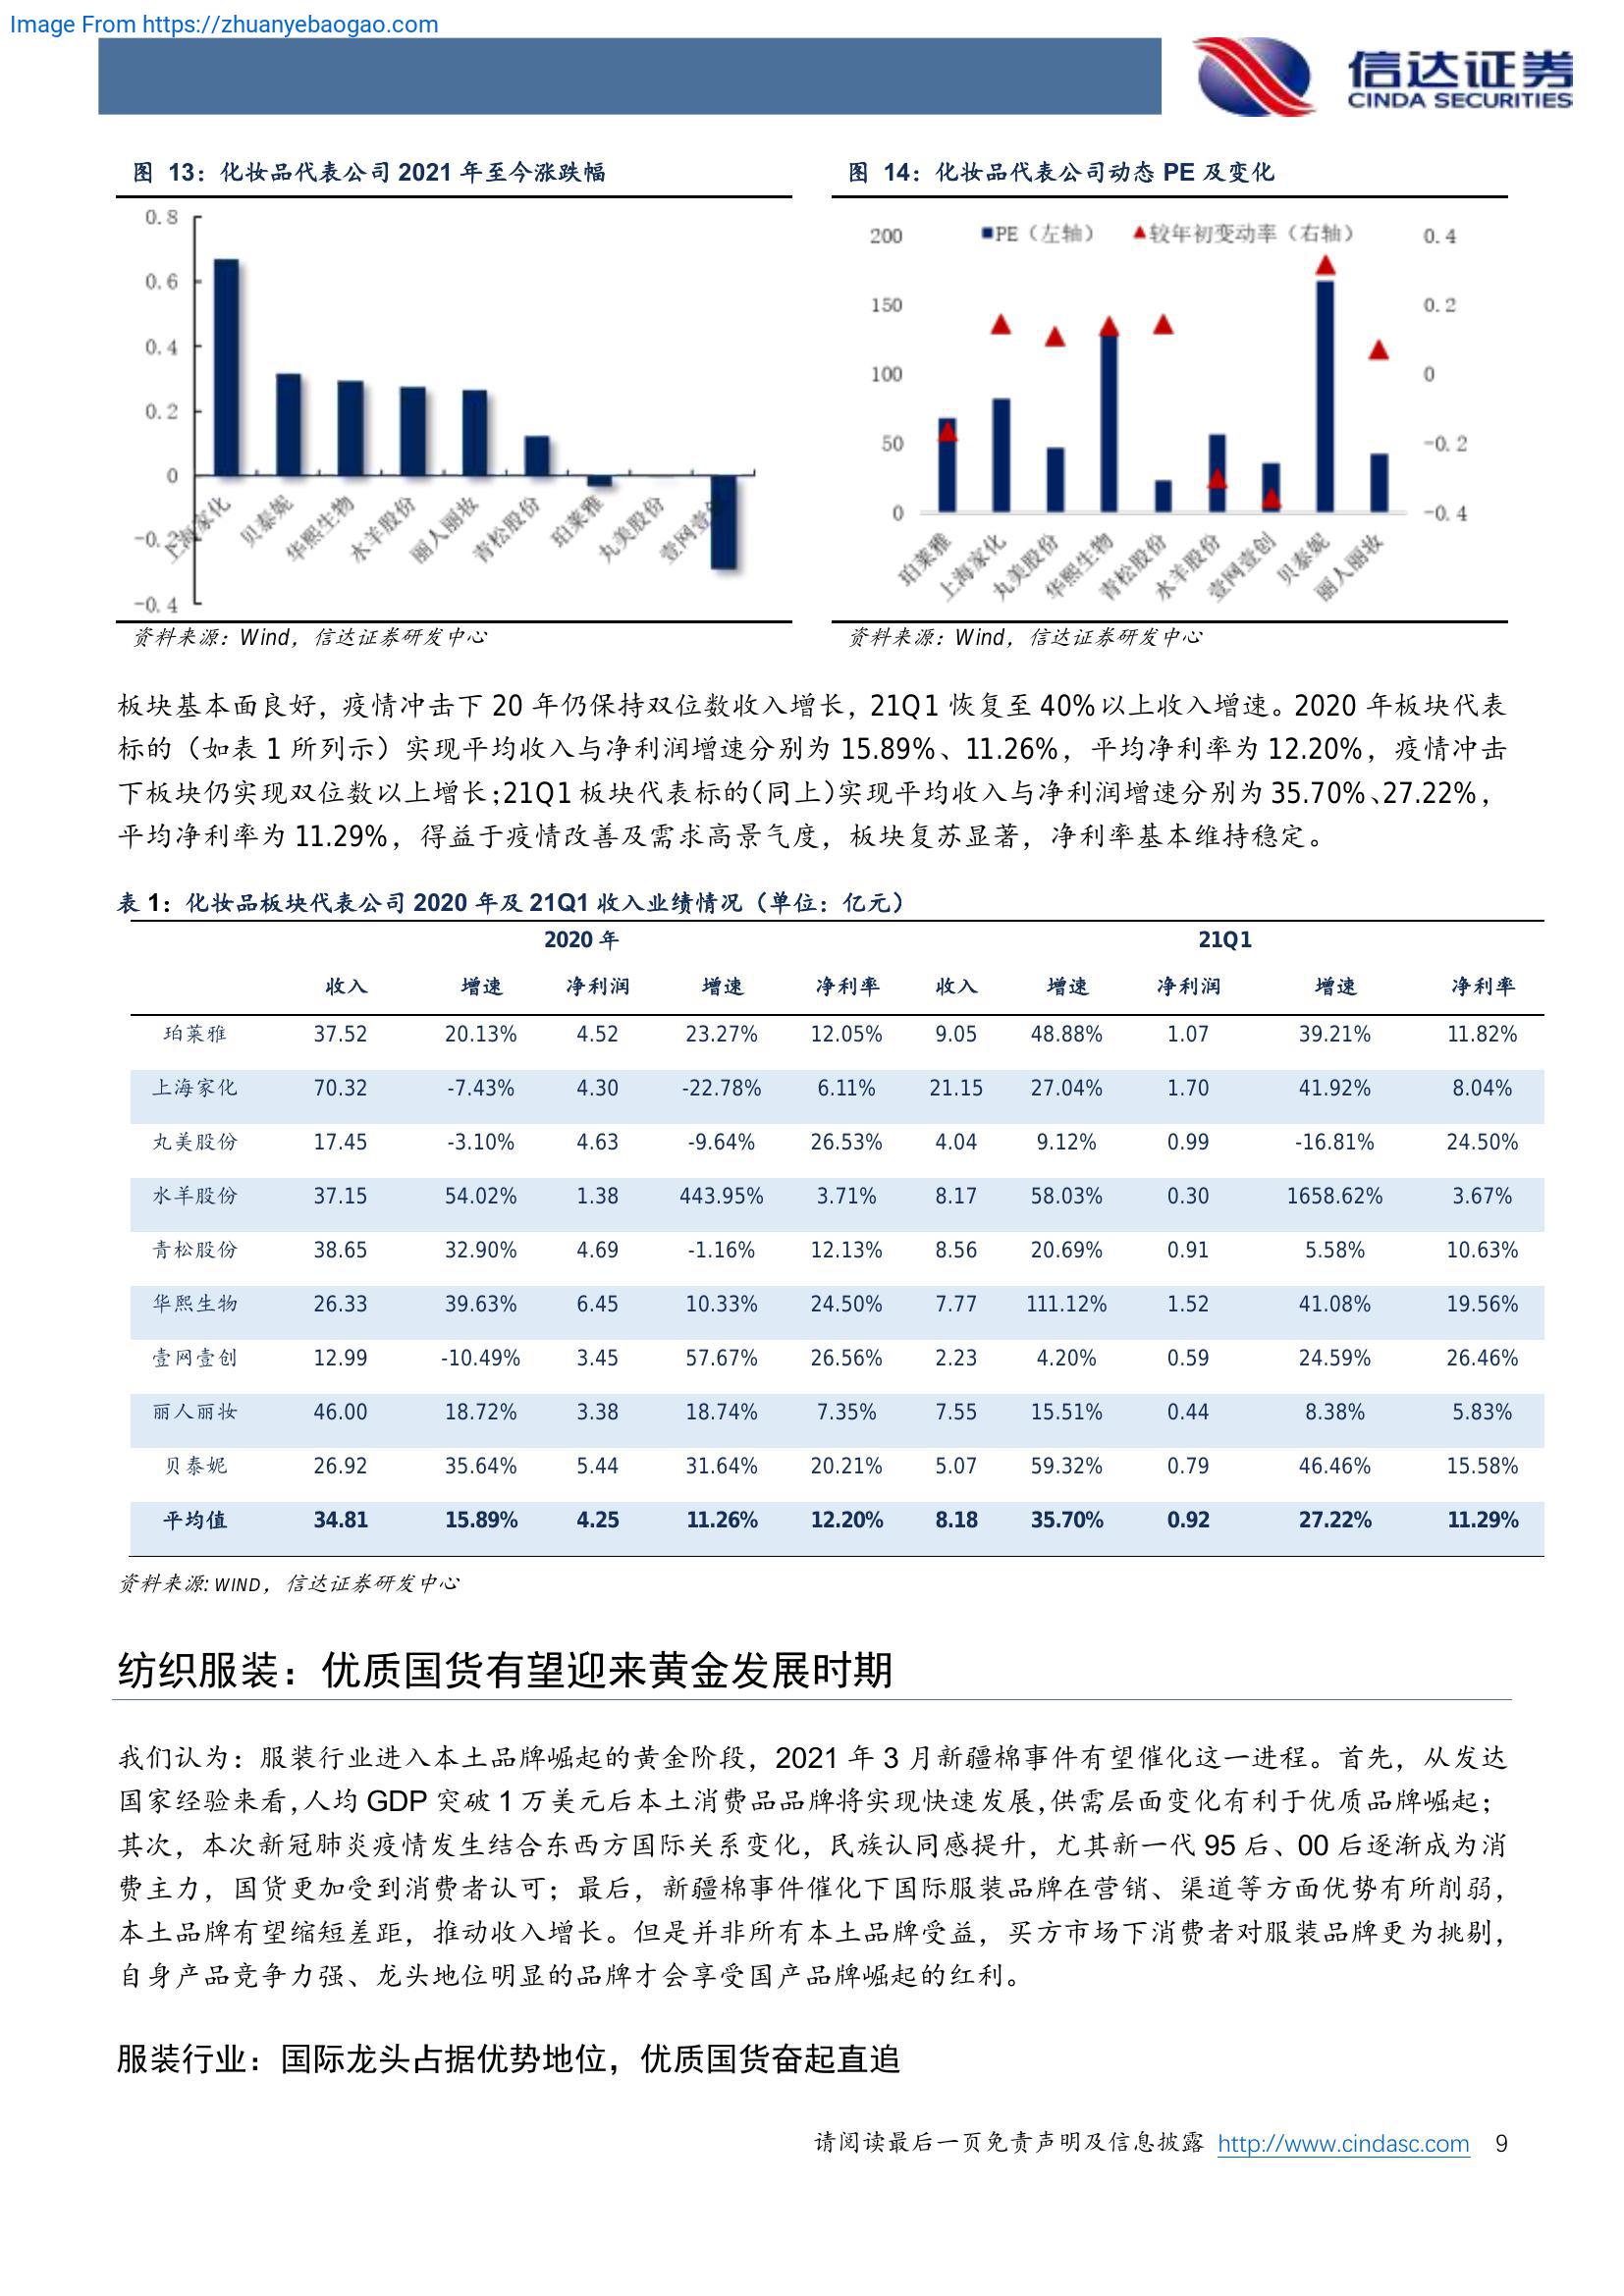 Image From https://zhuanyebaogao.com
信达证券
CINDA SECURITIES
图 13：化妆品代表公司 2021 年至今涨跌幅
0.8
0.6
0.4
0.2
0
-0.2
-0.4
上海家化 贝泰妮 华熙生物 水羊股份 丽人丽妆 青松股份 珀莱雅 丸美股份 壹网壹创
资料来源：Wind，信达证券研发中心
图 14：化妆品代表公司动态 PE 及变化
■PE（左轴） ▲较年初变动率（右轴）
200 0.4
150 0.2
100 0
50 -0.2
0 -0.4
珀莱雅 上海家化 丸美股份 华熙生物 青松股份 水羊股份 壹网壹创 贝泰妮 丽人丽妆
资料来源：Wind，信达证券研发中心
板块基本面良好，疫情冲击下 20 年仍保持双位数收入增长，21Q1 恢复至 40%以上收入增速。2020 年板块代表
标的（如表 1 所列示）实现平均收入与净利润增速分别为 15.89%、11.26%，平均净利率为 12.20%，疫情冲击
下板块仍实现双位数以上增长；21Q1 板块代表标的（同上）实现平均收入与净利润增速分别为 35.70%、27.22%，
平均净利率为 11.29%，得益于疫情改善及需求高景气度，板块复苏显著，净利率基本维持稳定。
表 1：化妆品板块代表公司 2020 年及 21Q1 收入业绩情况（单位：亿元）
2020 年 21Q1
收入 增速 净利润 增速 净利率 收入 增速 净利润 增速 净利率
珀莱雅 37.52 20.13% 4.52 23.27% 12.05% 9.05 48.88% 1.07 39.21% 11.82%
上海家化 70.32 -7.43% 4.30 -22.78% 6.11% 21.15 27.04% 1.70 41.92% 8.04%
丸美股份 17.45 -3.10% 4.63 -9.64% 26.53% 4.04 9.12% 0.99 -16.81% 24.50%
水羊股份 37.15 54.02% 1.38 443.95% 3.71% 8.17 58.03% 0.30 1658.62% 3.67%
青松股份 38.65 32.90% 4.69 -1.16% 12.13% 8.56 20.69% 0.91 5.58% 10.63%
华熙生物 26.33 39.63% 6.45 10.33% 24.50% 7.77 111.12% 1.52 41.08% 19.56%
壹网壹创 12.99 -10.49% 3.45 57.67% 26.56% 2.23 4.20% 0.59 24.59% 26.46%
丽人丽妆 46.00 18.72% 3.38 18.74% 7.35% 7.55 15.51% 0.44 8.38% 5.83%
贝泰妮 26.92 35.64% 5.44 31.64% 20.21% 5.07 59.32% 0.79 46.46% 15.58%
平均值 34.81 15.89% 4.25 11.26% 12.20% 8.18 35.70% 0.92 27.22% 11.29%
资料来源: WIND，信达证券研发中心
纺织服装：优质国货有望迎来黄金发展时期
我们认为：服装行业进入本土品牌崛起的黄金阶段，2021 年 3 月新疆棉事件有望催化这一进程。首先，从发达
国家经验来看，人均 GDP 突破 1 万美元后本土消费品品牌将实现快速发展，供需层面变化有利于优质品牌崛起；
其次，本次新冠肺炎疫情发生结合东西方国际关系变化，民族认同感提升，尤其新一代 95 后、00 后逐渐成为消
费主力，国货更加受到消费者认可；最后，新疆棉事件催化下国际服装品牌在营销、渠道等方面优势有所削弱，
本土品牌有望缩短差距，推动收入增长。但是并非所有本土品牌受益，买方市场下消费者对服装品牌更为挑剔，
自身产品竞争力强、龙头地位明显的品牌才会享受国产品牌崛起的红利。
服装行业：国际龙头占据优势地位，优质国货奋起直追
请阅读最后一页免责声明及信息披露 http://www.cindasc.com 9